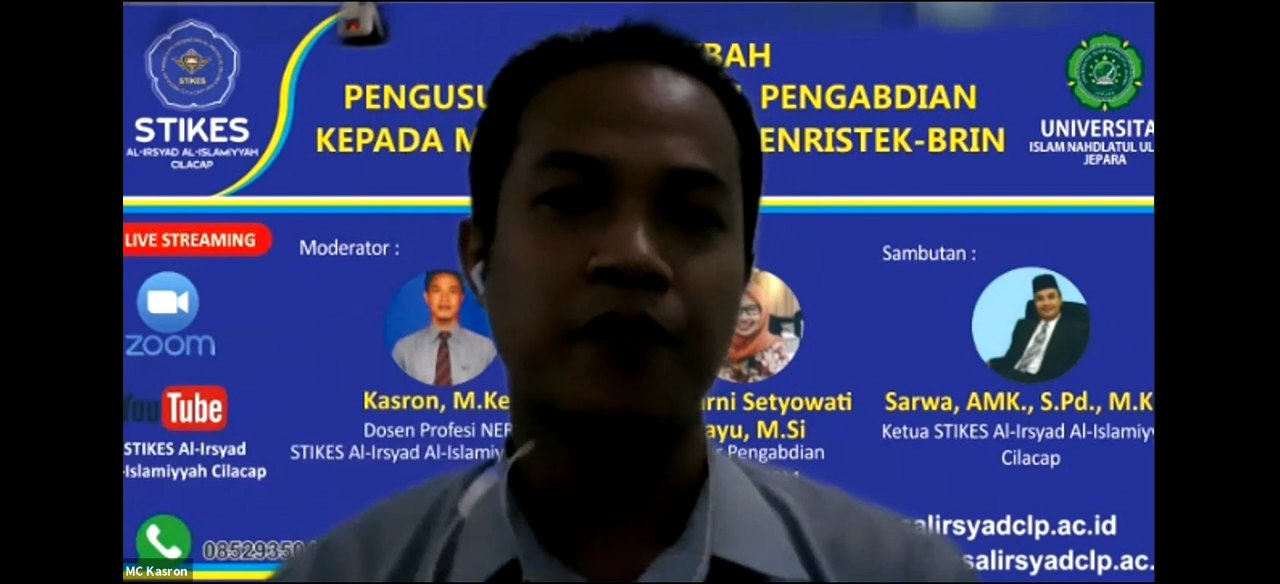 STIKES
AL-IRSYAD AL-ISLAMIYYAH
CILACAP
BAH
PENGUSU PENGABDIAN
KEPADA M ENRISTEK-BRIN
UNIVERSITA
ISLAM NAHDLATUL UL
JEPARA
LIVE STREAMING
zoom
YouTube
STIKES Al-Irsyad
-Islamiyyah Cilacap
Moderator :
Kasron, M.Ke
Dosen Profesi NER
STIKES Al-Irsyad Al-Islamiy
rni Setyowati
ayu, M.Si
Pengabdian
Sambutan :
Sarwa, AMK., S.Pd., M.K
Ketua STIKES Al-Irsyad Al-Islamiy
Cilacap
salirsyadclp.ac.id
salirsyadclp.ac.
0852935
MC Kasron